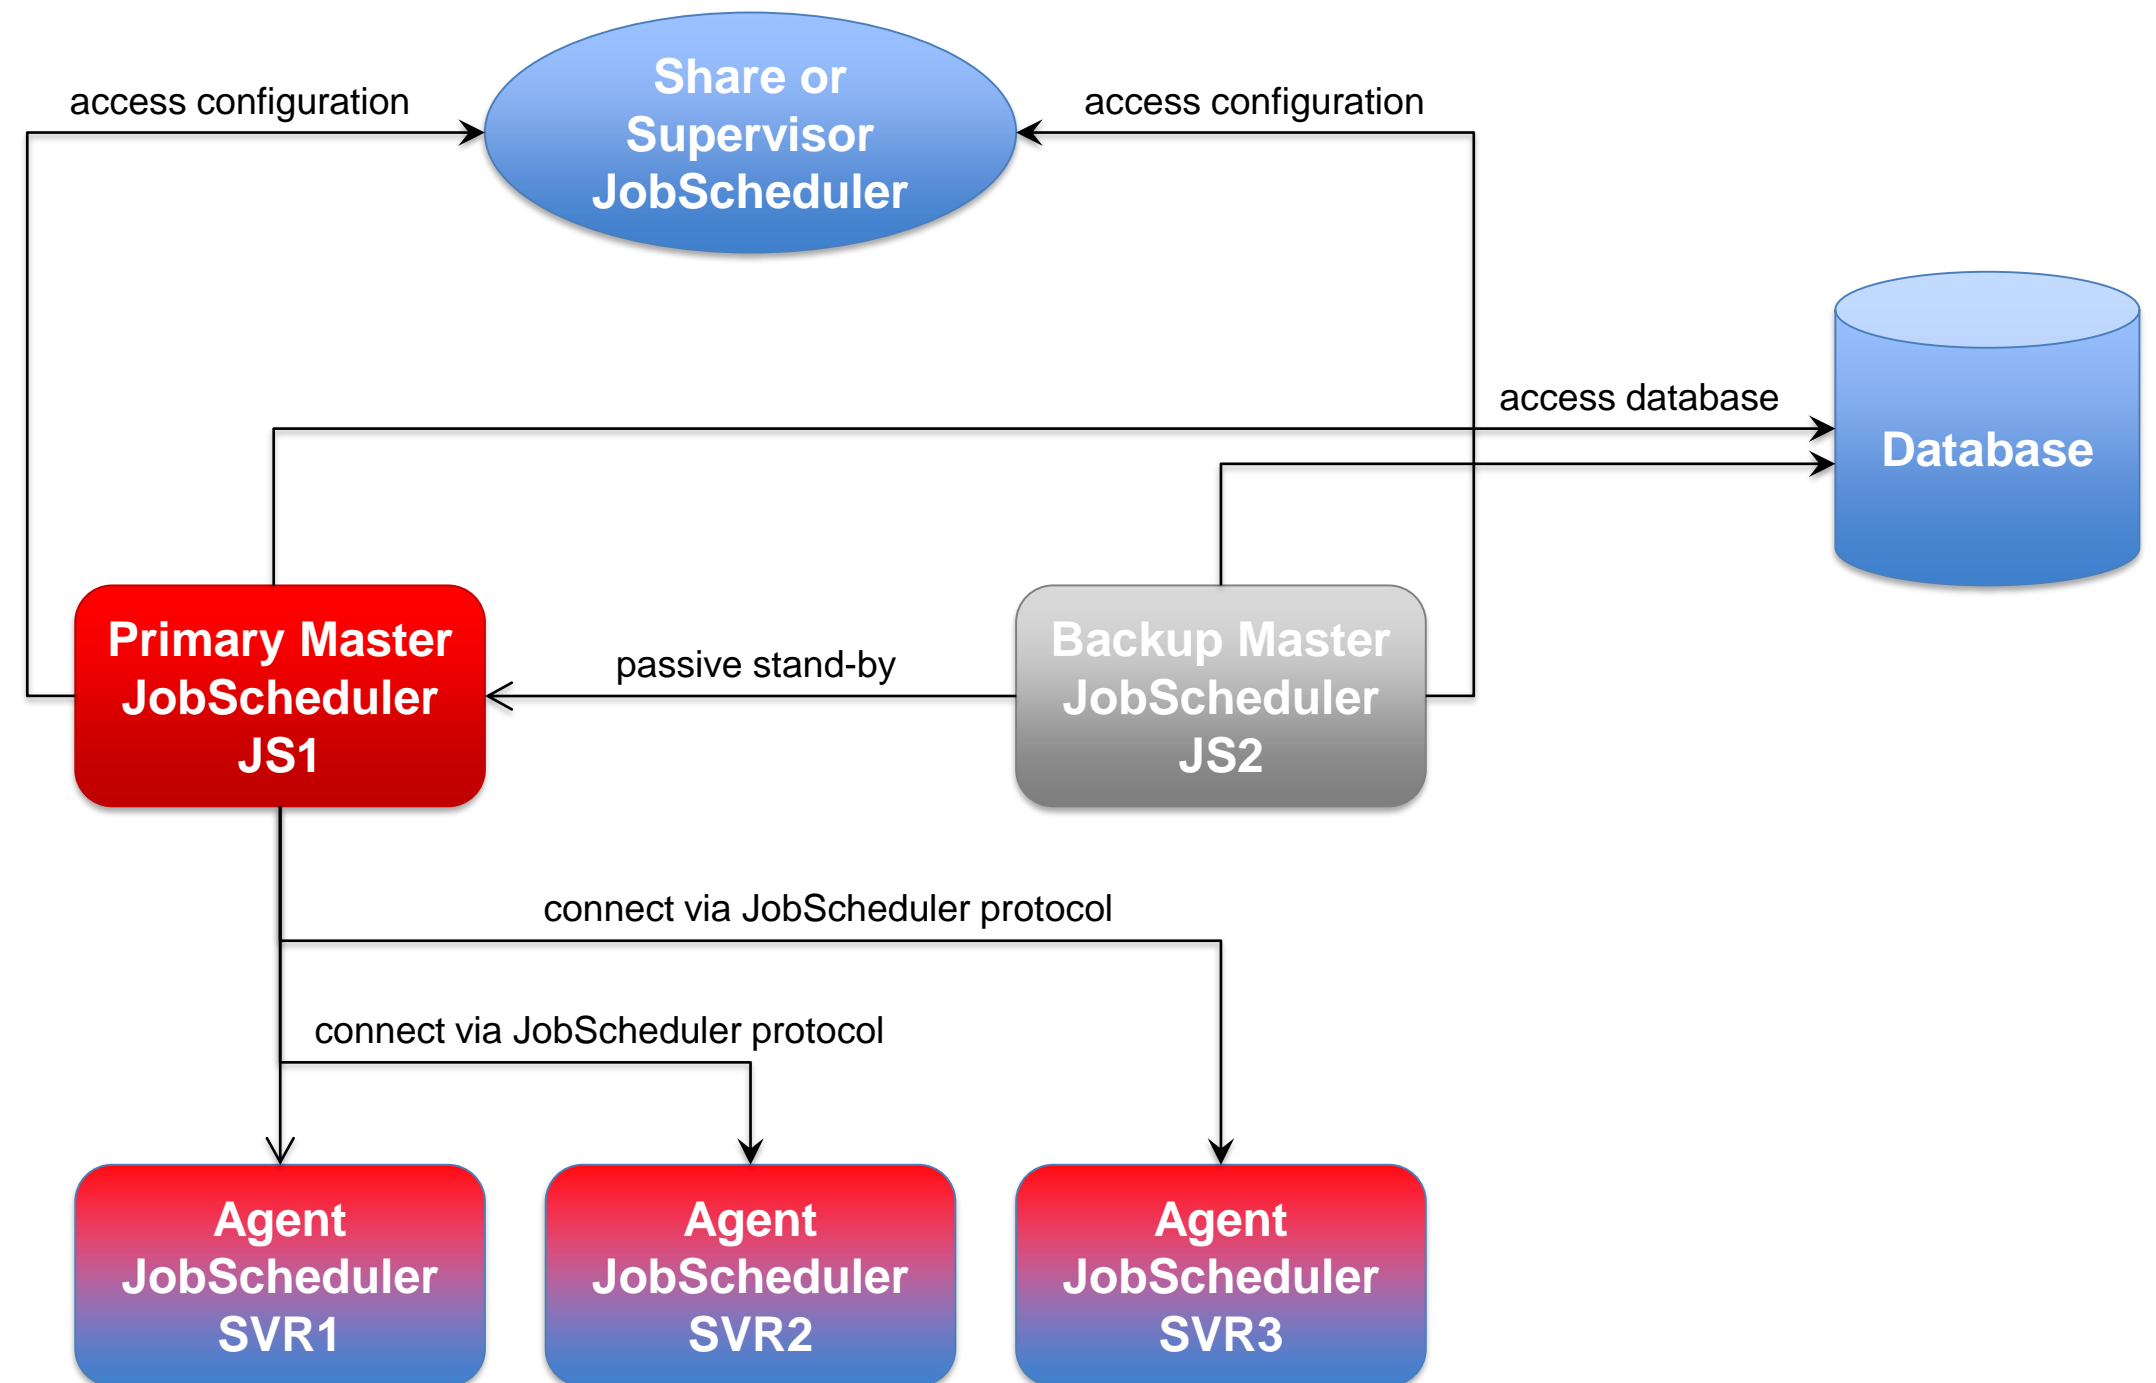 Share or
Supervisor
JobScheduler
access configuration
access configuration
access database
Database
Primary Master
JobScheduler
JS1
passive stand-by
Backup Master
JobScheduler
JS2
connect via JobScheduler protocol
connect via JobScheduler protocol
Agent
JobScheduler
SVR1
Agent
JobScheduler
SVR2
Agent
JobScheduler
SVR3